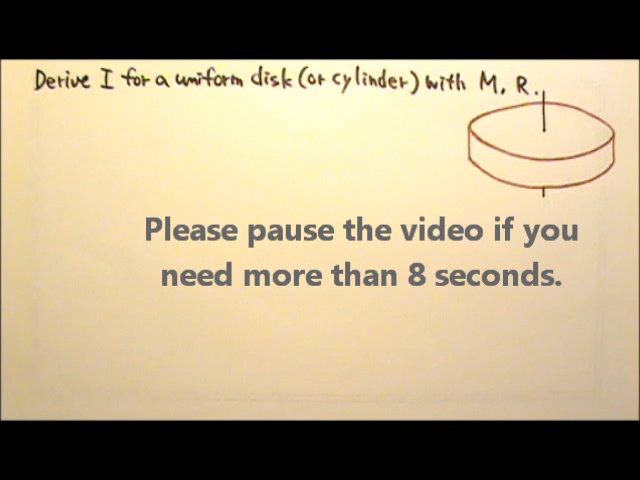 Derive I for a uniform disk (or cylinder) with M, R.
Please pause the video if you
need more than 8 seconds.